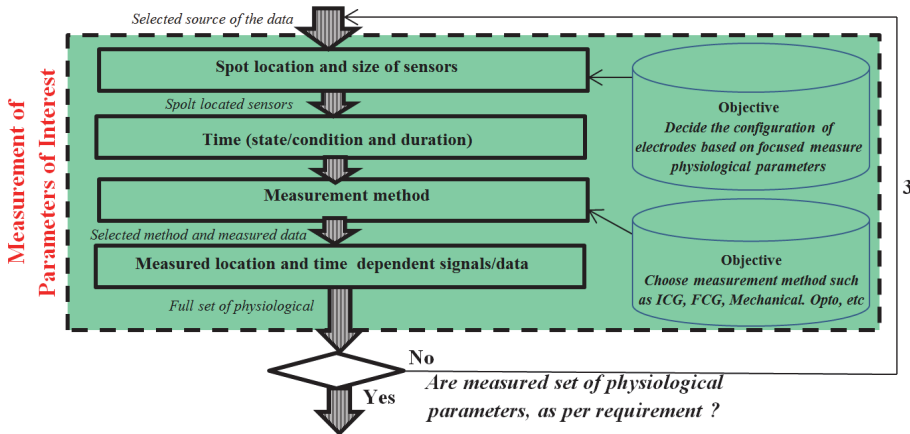 Selected source of the data
Measurement of
Parameters of Interest
Spot location and size of sensors
Spolt located sensors
Time (state/condition and duration)
Measurement method
Selected method and measured data
Measured location and time dependent signals/data
Full set of physiological
Objective
Decide the configuration of
electrodes based on focused measure
physiological parameters
Objective
Choose measurement method such
as ICG, FCG, Mechanical. Opto, etc
3
No
Yes
Are measured set of physiological
parameters, as per requirement ?